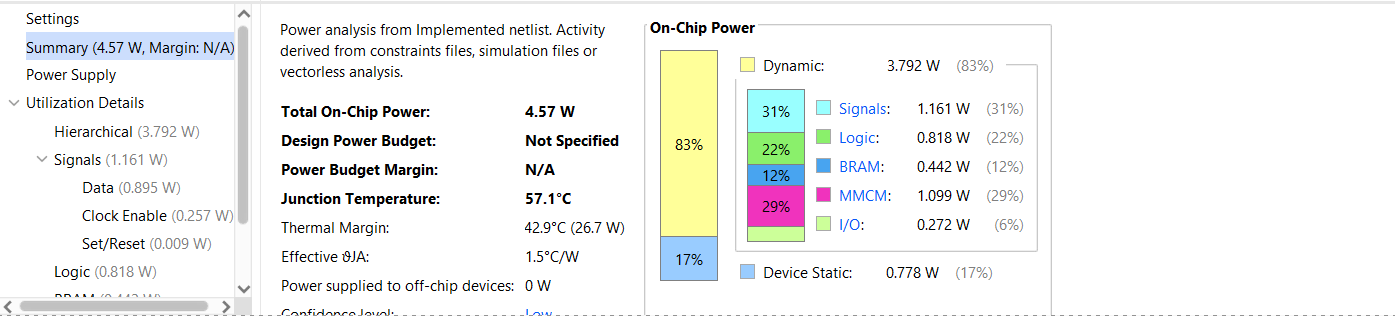 Settings
Summary (4.57 W, Margin: N/A)
Power Supply
Utilization Details
Hierarchical (3.792 W)
Signals (1.161 W)
Data (0.895 W)
Clock Enable (0.257 W)
Set/Reset (0.009 W)
Logic (0.818 W)
BRAM (0.442 W)
Power analysis from Implemented netlist. Activity
derived from constraints files, simulation files or
vectorless analysis.
Total On-Chip Power: 4.57 W
Design Power Budget: Not Specified
Power Budget Margin: N/A
Junction Temperature: 57.1°C
Thermal Margin: 42.9°C (26.7 W)
Effective ϑJA: 1.5°C/W
Power supplied to off-chip devices: 0 W
Confidence level: Low
On-Chip Power
83%
17%
Dynamic: 3.792 W (83%)
31%
22%
12%
29%
Signals: 1.161 W (31%)
Logic: 0.818 W (22%)
BRAM: 0.442 W (12%)
MMCM: 1.099 W (29%)
I/O: 0.272 W (6%)
Device Static: 0.778 W (17%)